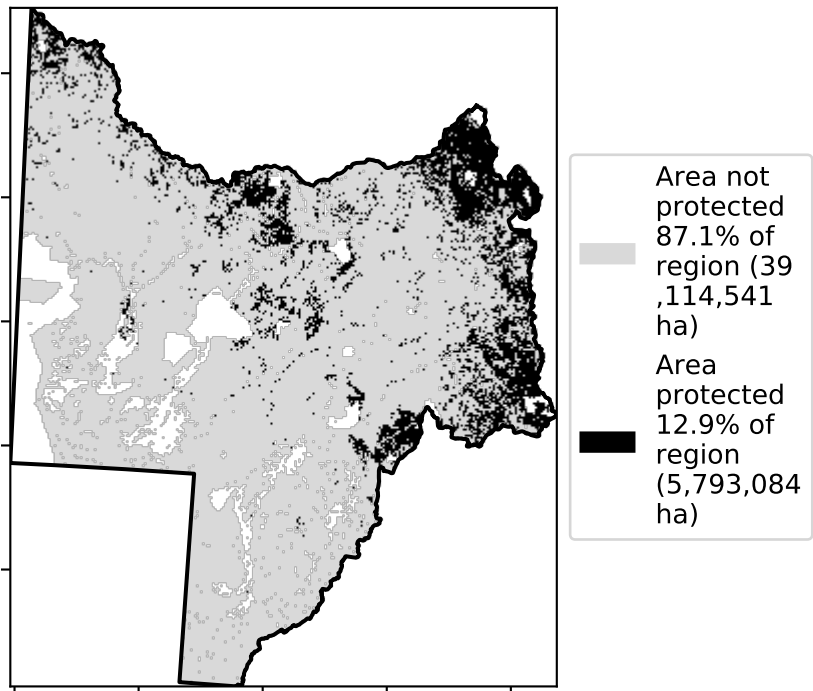 Area not
protected
87.1% of
region (39
,114,541
ha)
Area
protected
12.9% of
region
(5,793,084
ha)